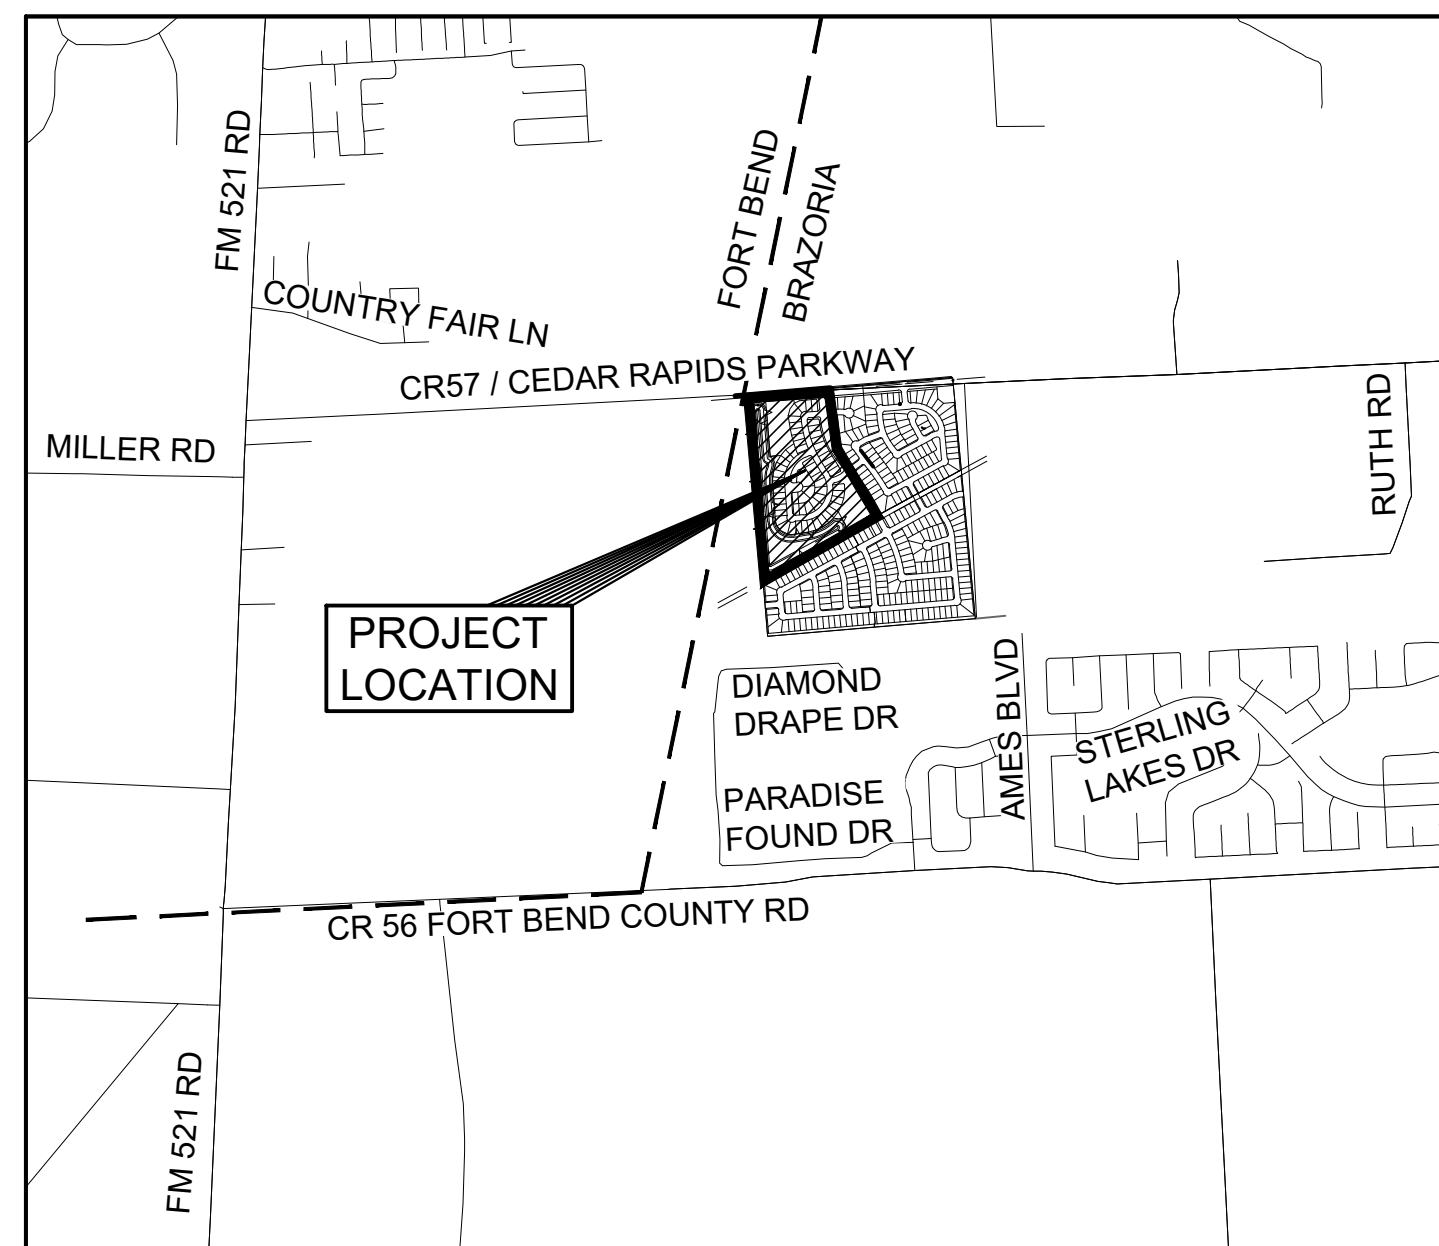 FM 521 RD
FORT BEND
BRAZORIA
COUNTRY FAIR LN
CR57 / CEDAR RAPIDS PARKWAY
MILLER RD
RUTH RD
PROJECT
LOCATION
DIAMOND
DRAPE DR
AMES BLVD
STERLING
LAKES DR
PARADISE
FOUND DR
CR 56 FORT BEND COUNTY RD
FM 521 RD